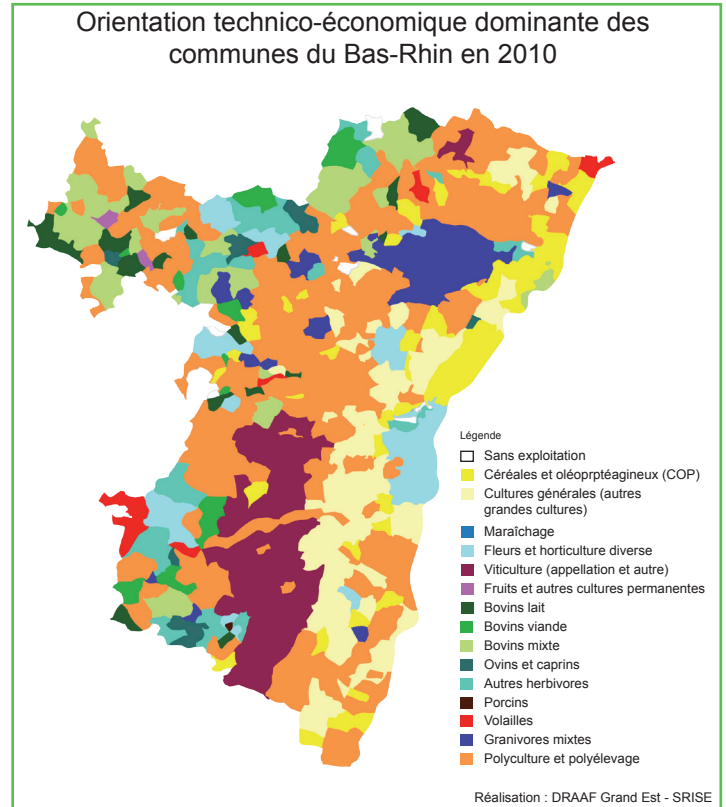 Orientation technico-économique dominante des
communes du Bas-Rhin en 2010
Légende
Sans exploitation
Céréales et oléoprptéagineux (COP)
Cultures générales (autres
grandes cultures)
Maraîchage
Fleurs et horticulture diverse
Viticulture (appellation et autre)
Fruits et autres cultures permanentes
Bovins lait
Bovins viande
Bovins mixte
Ovins et caprins
Autres herbivores
Porcins
Volailles
Granivores mixtes
Polyculture et polyélevage
Réalisation : DRAAF Grand Est - SRISE